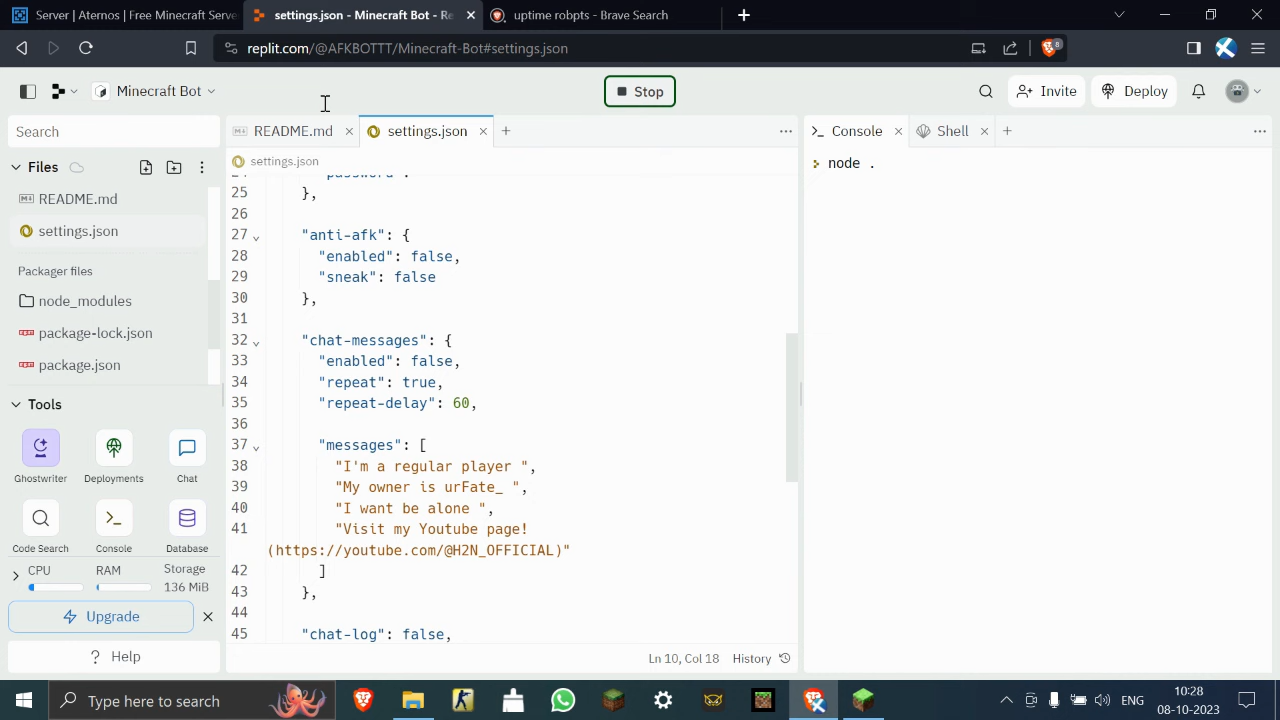 Server | Aternos | Free Minecraft Serve
settings.json - Minecraft Bot - Re
uptime robpts - Brave Search
replit.com/@AFKBOTTT/Minecraft-Bot#settings.json
8
Minecraft Bot
Stop
Invite
Deploy
Search
README.md
settings.json
Console
Shell
Files
settings.json
node .
README.md
settings.json
Packager files
node_modules
package-lock.json
package.json
Tools
Ghostwriter
Deployments
Chat
Code Search
Console
Database
CPU
RAM
Storage
136 MiB
Upgrade
Help
25 },
26
27 "anti-afk": {
28 "enabled": false,
29 "sneak": false
30 },
31
32 "chat-messages": {
33 "enabled": false,
34 "repeat": true,
35 "repeat-delay": 60,
36
37 "messages": [
38 "I'm a regular player ",
39 "My owner is urFate_ ",
40 "I want be alone ",
41 "Visit my Youtube page!
(https://youtube.com/@H2N_OFFICIAL)"
42 ]
43 },
44
45 "chat-log": false,
Ln 10, Col 18
History
Type here to search
ENG
10:28
08-10-2023